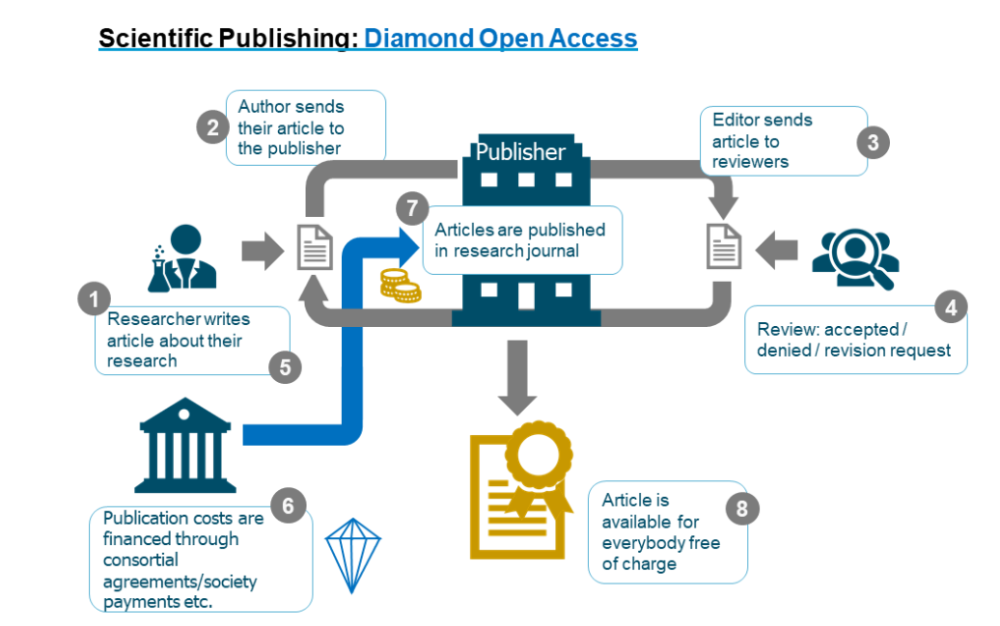 Scientific Publishing: Diamond Open Access
2
Author sends
their article to
the publisher
Publisher
Editor sends
article to
reviewers
3
7
Articles are published
in research journal
1
Researcher writes
article about their
research
5
4
Review: accepted /
denied / revision request
6
Publication costs are
financed through
consortial
agreements/society
payments etc.
Article is
available for
everybody free
of charge
8